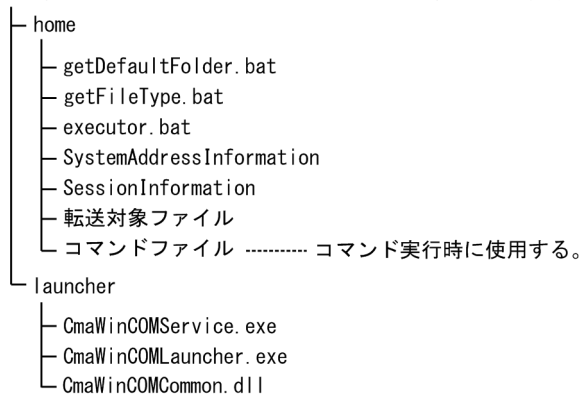 home
getDefaultFolder.bat
getFileType.bat
executor.bat
SystemAddressInformation
SessionInformation
転送対象ファイル
コマンドファイル ---------- コマンド実行時に使用する。
launcher
CmaWinCOMService.exe
CmaWinCOMLauncher.exe
CmaWinCOMCommon.dll